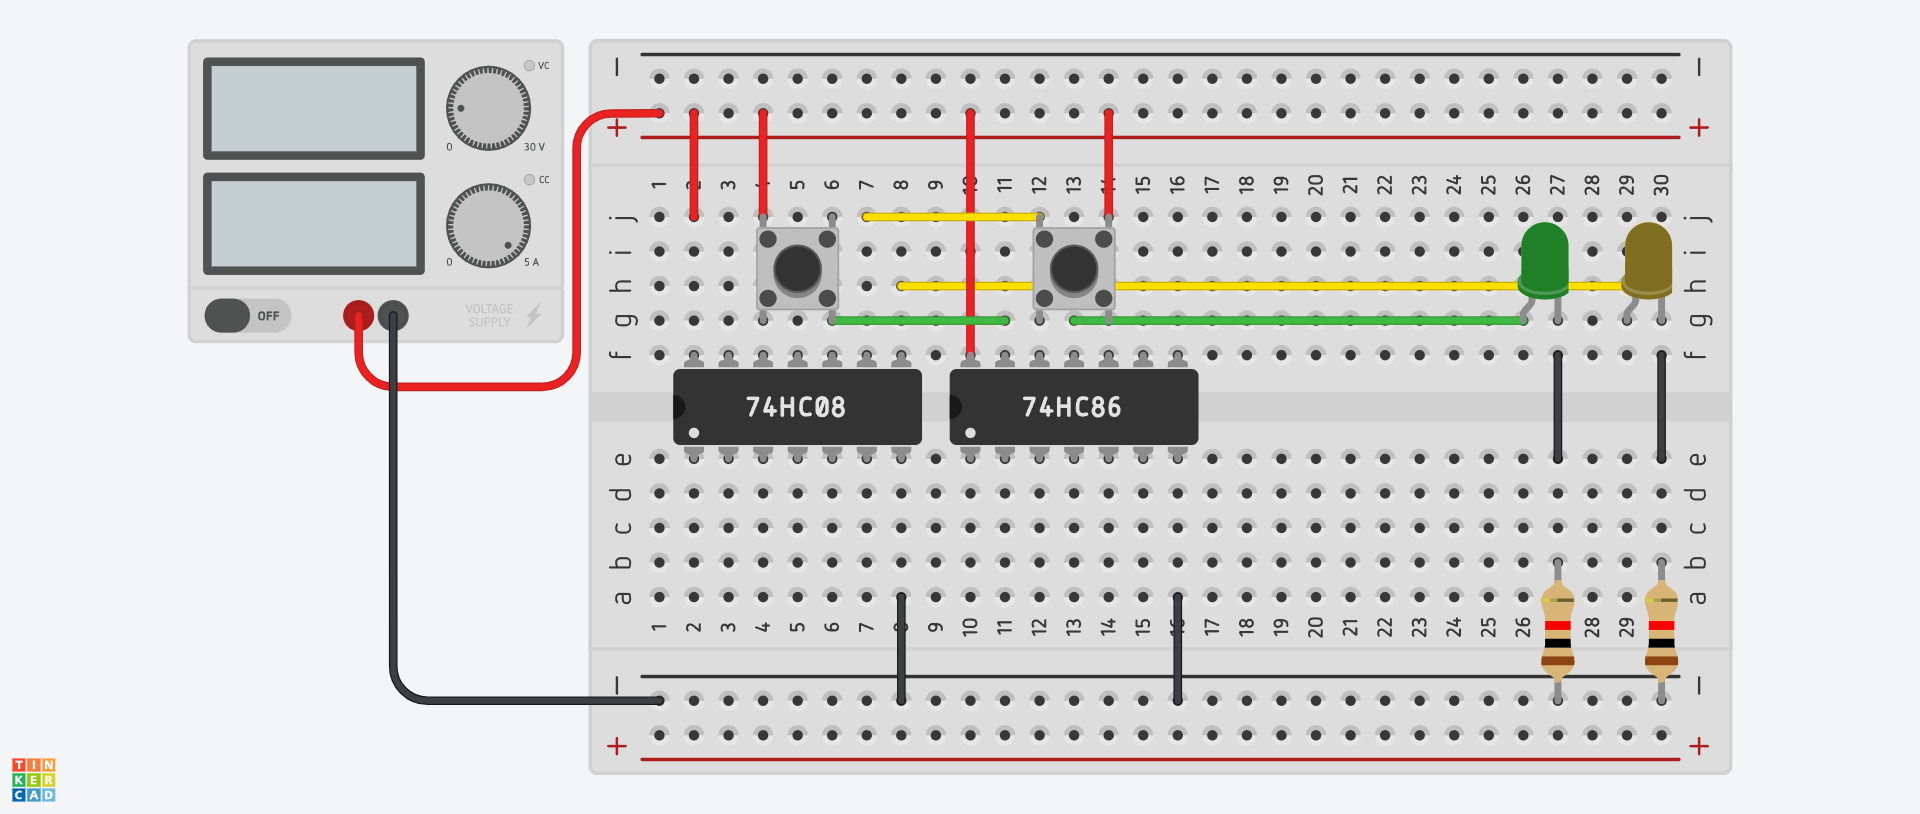 VC
0 30 V
CC
0 5 A
OFF
VOLTAGE
SUPPLY
− −
+ +
1 2 3 4 5 6 7 8 9 10 11 12 13 14 15 16 17 18 19 20 21 22 23 24 25 26 27 28 29 30
j j
i i
h h
g g
f f
74HC08 74HC86
e e
d d
c c
b b
a a
1 2 3 4 5 6 7 8 9 10 11 12 13 14 15 16 17 18 19 20 21 22 23 24 25 26 27 28 29 30
− −
+ +
TIN
KER
CAD